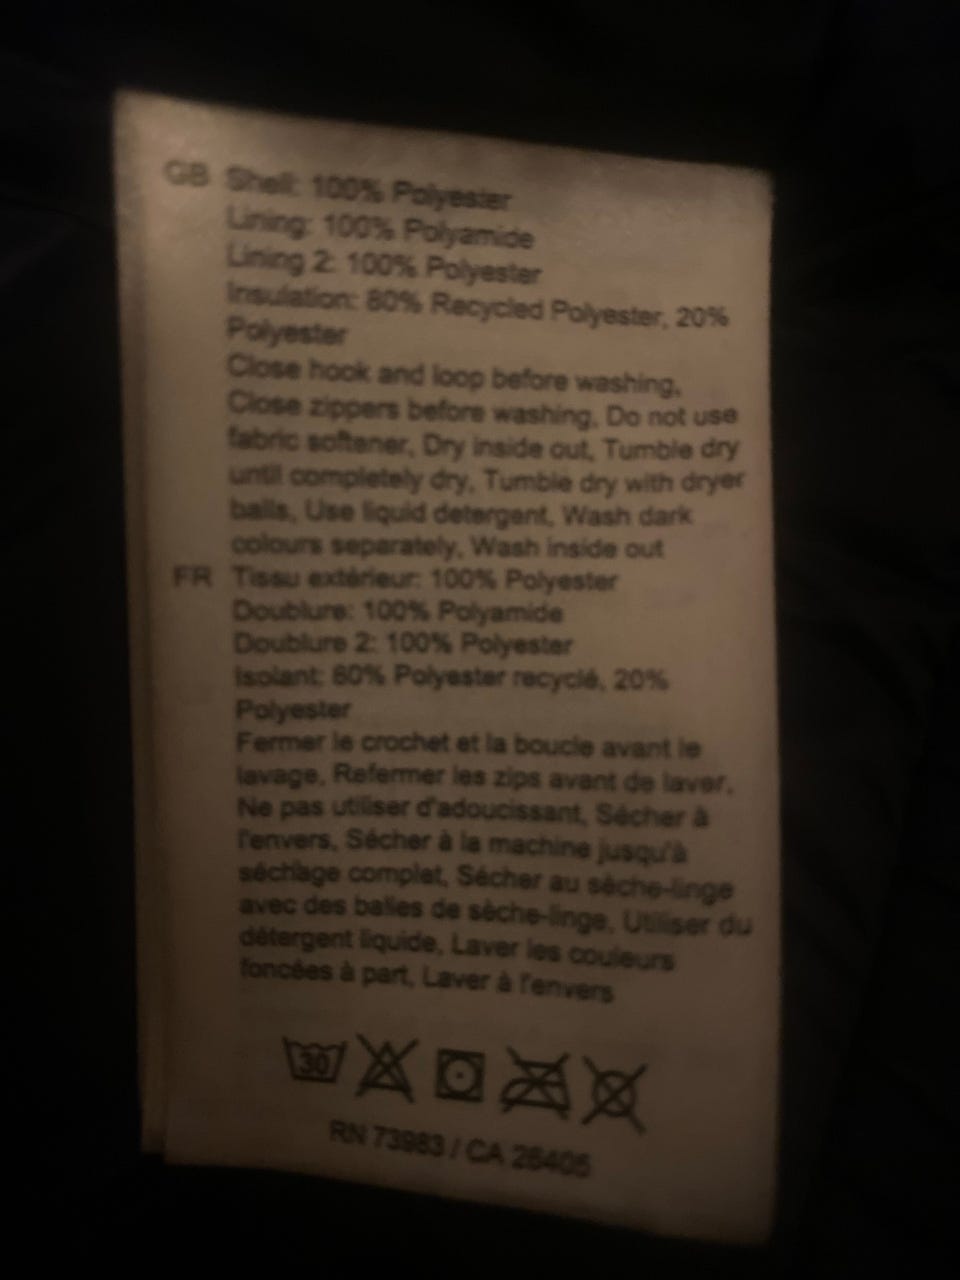 GB Shell: 100% Polyester
Lining: 100% Polyamide
Lining 2: 100% Polyester
Insulation: 80% Recycled Polyester, 20%
Polyester
Close hook and loop before washing,
Close zippers before washing, Do not use
fabric softener, Dry inside out, Tumble dry
until completely dry, Tumble dry with dryer
balls, Use liquid detergent, Wash dark
colours separately, Wash inside out
FR Tissu extérieur: 100% Polyester
Doublure: 100% Polyamide
Doublure 2: 100% Polyester
Isolant: 80% Polyester recyclé, 20%
Polyester
Fermer le crochet et la boucle avant le
lavage, Refermer les zips avant de laver,
Ne pas utiliser d'adoucissant, Sécher à
l'envers, Sécher à la machine jusqu'à
séchage complet, Sécher au sèche-linge
avec des balles de sèche-linge, Utiliser du
détergent liquide, Laver les couleurs
foncées à part, Laver à l'envers
30
RN 73983 / CA 26405